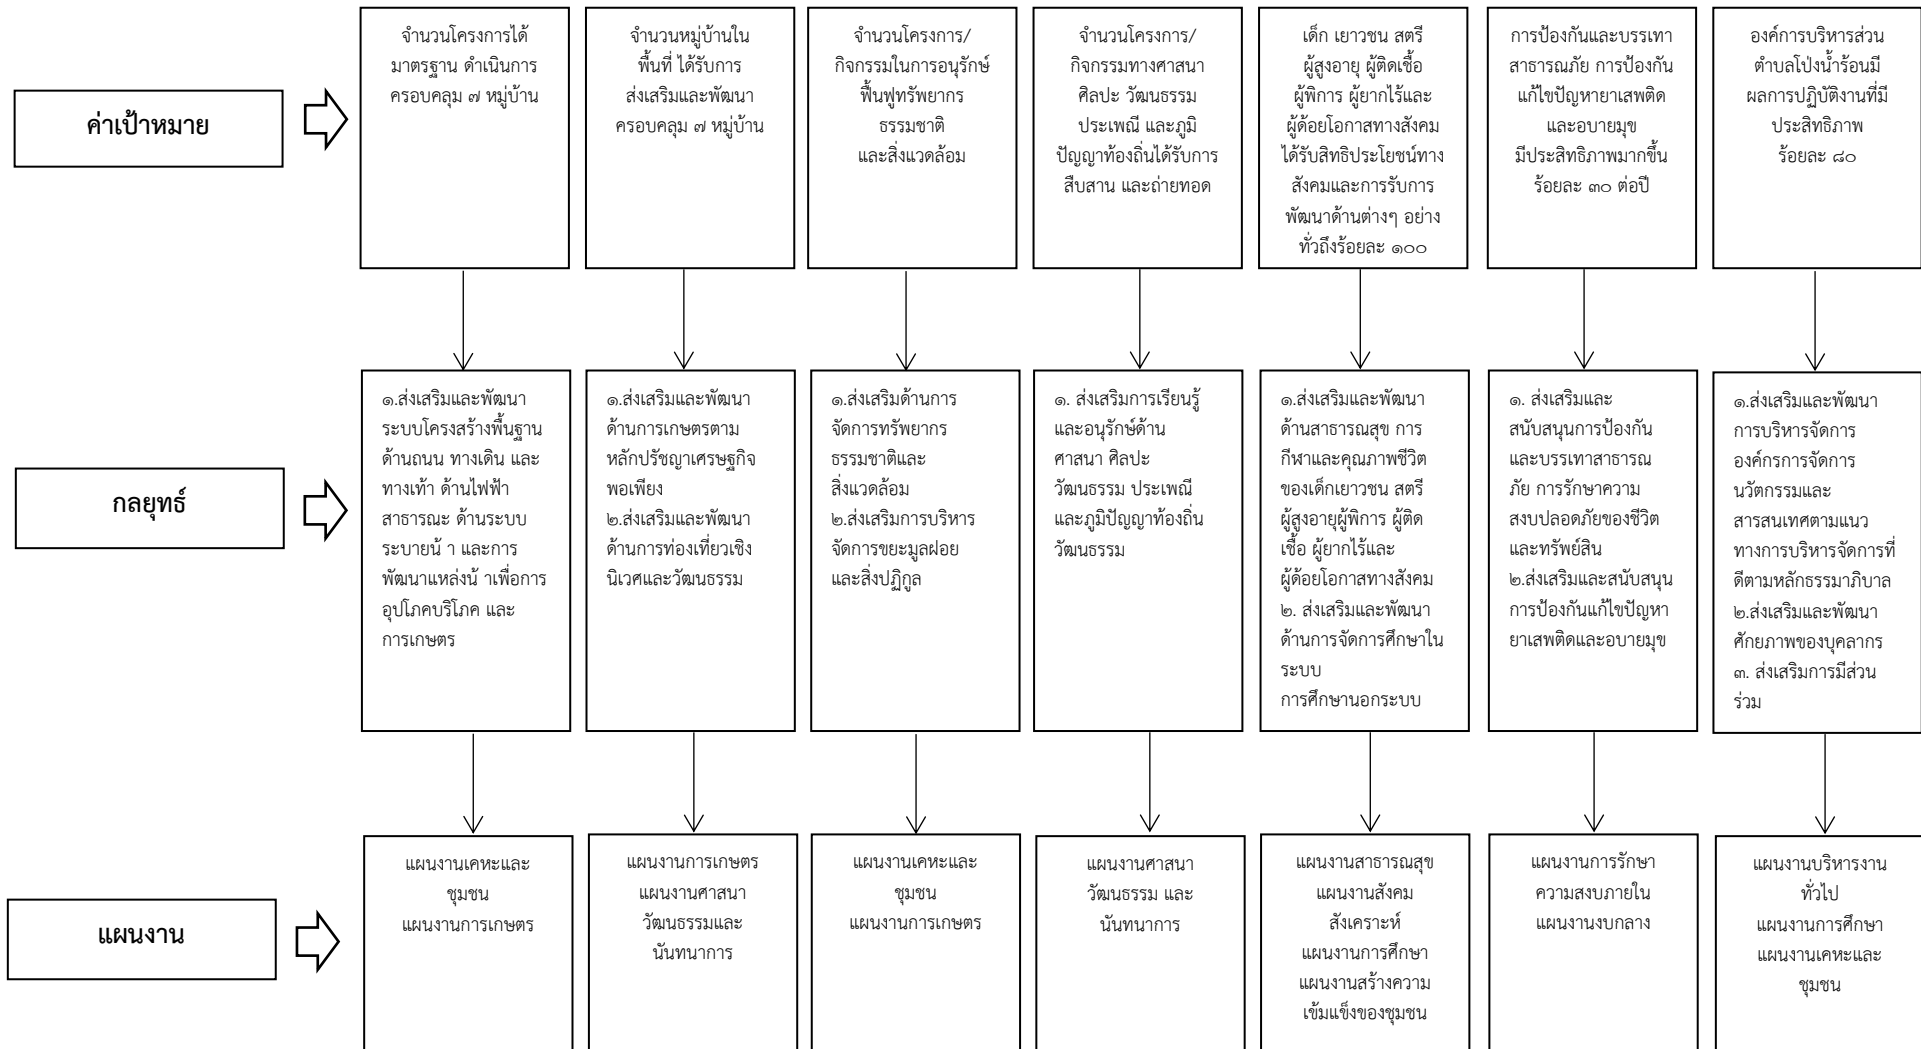 ค่าเป้าหมาย
จำนวนโครงการได้
มาตรฐาน ดำเนินการ
ครอบคลุม ๗ หมู่บ้าน
จำนวนหมู่บ้านใน
พื้นที่ ได้รับการ
ส่งเสริมและพัฒนา
ครอบคลุม ๗ หมู่บ้าน
จำนวนโครงการ/
กิจกรรมในการอนุรักษ์
ฟื้นฟูทรัพยากร
ธรรมชาติ
และสิ่งแวดล้อม
จำนวนโครงการ/
กิจกรรมทางศาสนา
ศิลปะ วัฒนธรรม
ประเพณี และภูมิ
ปัญญาท้องถิ่นได้รับการ
สืบสาน และถ่ายทอด
เด็ก เยาวชน สตรี
ผู้สูงอายุ ผู้ติดเชื้อ
ผู้พิการ ผู้ยากไร้และ
ผู้ด้อยโอกาสทางสังคม
ได้รับสิทธิประโยชน์ทาง
สังคมและการรับการ
พัฒนาด้านต่างๆ อย่าง
ทั่วถึงร้อยละ ๑๐๐
การป้องกันและบรรเทา
สาธารณภัย การป้องกัน
แก้ไขปัญหายาเสพติด
และอบายมุข
มีประสิทธิภาพมากขึ้น
ร้อยละ ๓๐ ต่อปี
องค์การบริหารส่วน
ตำบลโป่งน้ำร้อนมี
ผลการปฏิบัติงานที่มี
ประสิทธิภาพ
ร้อยละ ๘๐
กลยุทธ์
๑.ส่งเสริมและพัฒนา
ระบบโครงสร้างพื้นฐาน
ด้านถนน ทางเดิน และ
ทางเท้า ด้านไฟฟ้า
สาธารณะ ด้านระบบ
ระบายน้ ำ และการ
พัฒนาแหล่งน้ ำเพื่อการ
อุปโภคบริโภค และ
การเกษตร
๑.ส่งเสริมและพัฒนา
ด้านการเกษตรตาม
หลักปรัชญาเศรษฐกิจ
พอเพียง
๒.ส่งเสริมและพัฒนา
ด้านการท่องเที่ยวเชิง
นิเวศและวัฒนธรรม
๑.ส่งเสริมด้านการ
จัดการทรัพยากร
ธรรมชาติและ
สิ่งแวดล้อม
๒.ส่งเสริมการบริหาร
จัดการขยะมูลฝอย
และสิ่งปฏิกูล
๑. ส่งเสริมการเรียนรู้
และอนุรักษ์ด้าน
ศาสนา ศิลปะ
วัฒนธรรม ประเพณี
และภูมิปัญญาท้องถิ่น
วัฒนธรรม
๑.ส่งเสริมและพัฒนา
ด้านสาธารณสุข การ
กีฬาและคุณภาพชีวิต
ของเด็กเยาวชน สตรี
ผู้สูงอายุผู้พิการ ผู้ติด
เชื้อ ผู้ยากไร้และ
ผู้ด้อยโอกาสทางสังคม
๒. ส่งเสริมและพัฒนา
ด้านการจัดการศึกษาใน
ระบบ
การศึกษานอกระบบ
๑. ส่งเสริมและ
สนับสนุนการป้องกัน
และบรรเทาสาธารณ
ภัย การรักษาความ
สงบปลอดภัยของชีวิต
และทรัพย์สิน
๒.ส่งเสริมและสนับสนุน
การป้องกันแก้ไขปัญหา
ยาเสพติดและอบายมุข
๑.ส่งเสริมและพัฒนา
การบริหารจัดการ
องค์กรการจัดการ
นวัตกรรมและ
สารสนเทศตามแนว
ทางการบริหารจัดการที่
ดีตามหลักธรรมาภิบาล
๒.ส่งเสริมและพัฒนา
ศักยภาพของบุคลากร
๓. ส่งเสริมการมีส่วน
ร่วม
แผนงาน
แผนงานเคหะและ
ชุมชน
แผนงานการเกษตร
แผนงานการเกษตร
แผนงานศาสนา
วัฒนธรรมและ
นันทนาการ
แผนงานเคหะและ
ชุมชน
แผนงานการเกษตร
แผนงานศาสนา
วัฒนธรรม และ
นันทนาการ
แผนงานสาธารณสุข
แผนงานสังคม
สังเคราะห์
แผนงานการศึกษา
แผนงานสร้างความ
เข้มแข็งของชุมชน
แผนงานการรักษา
ความสงบภายใน
แผนงานงบกลาง
แผนงานบริหารงาน
ทั่วไป
แผนงานการศึกษา
แผนงานเคหะและ
ชุมชน